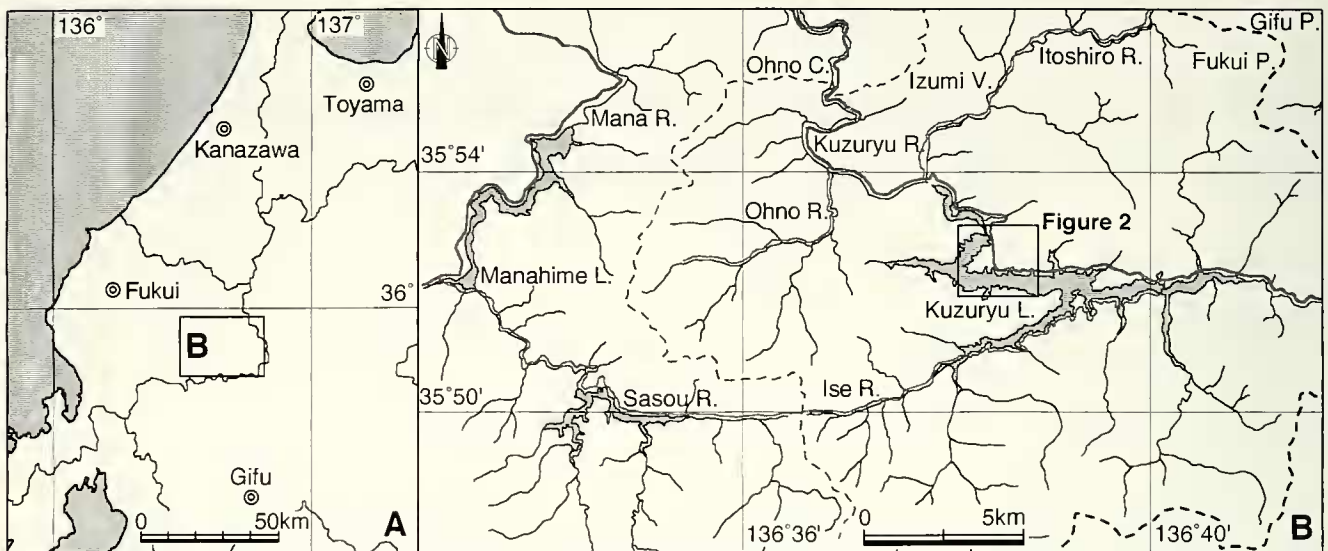 136°
137°
Toyama
Kanazawa
Fukui
36°
B
Gifu
0 50km
A
N
Gifu P.
Ohno C.
Itoshiro R.
Fukui P.
Izumi V.
Mana R.
Kuzuryu R.
35°54'
Ohno R.
Figure 2
Manahime L.
Kuzuryu L.
35°50'
Sasou R.
Ise R.
136°36'
0 5km
136°40'
B